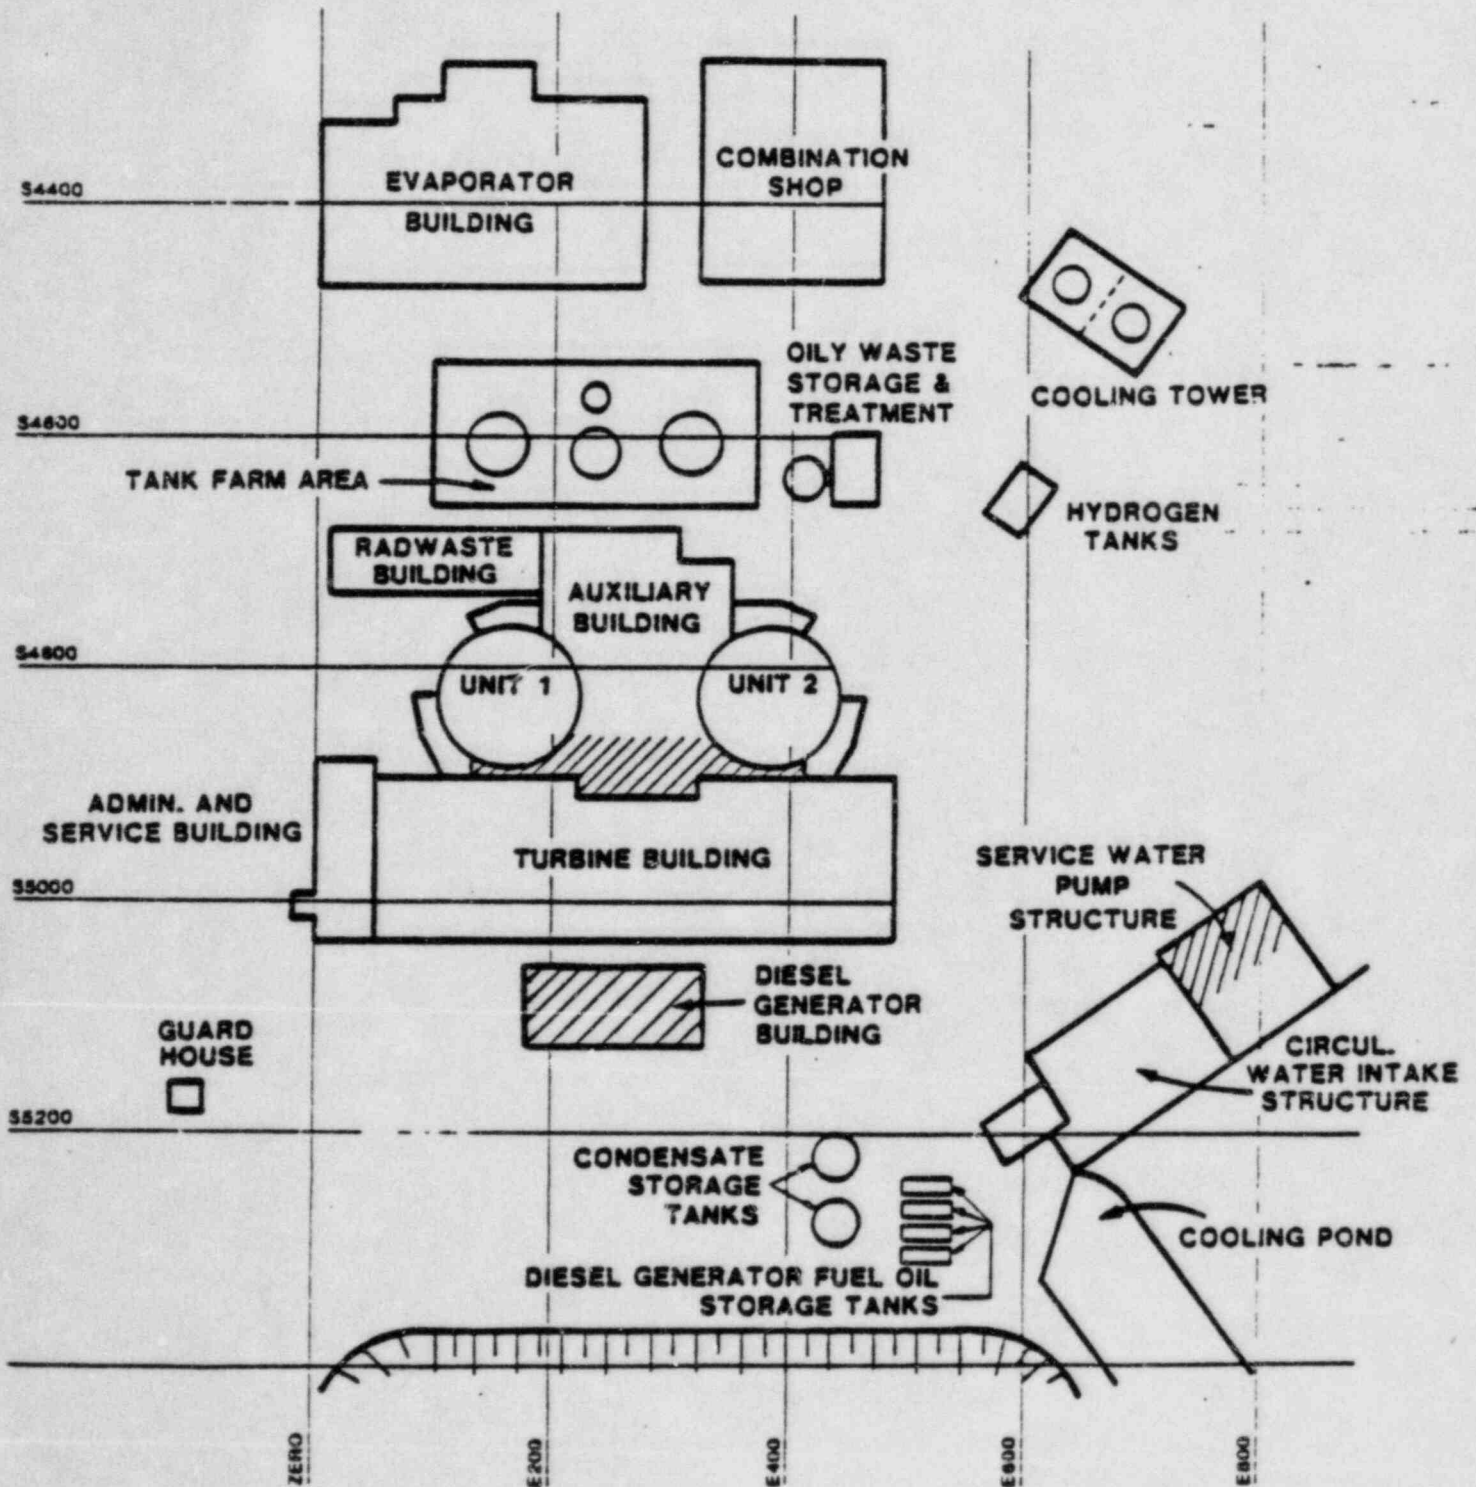 EVAPORATOR
BUILDING
COMBINATION
SHOP
S4400
OILY WASTE
STORAGE &
TREATMENT
COOLING TOWER
S4600
TANK FARM AREA
HYDROGEN
TANKS
RADWASTE
BUILDING
AUXILIARY
BUILDING
S4800
UNIT 1
UNIT 2
ADMIN. AND
SERVICE BUILDING
TURBINE BUILDING
SERVICE WATER
PUMP
STRUCTURE
S5000
DIESEL
GENERATOR
BUILDING
GUARD
HOUSE
CIRCUL.
WATER INTAKE
STRUCTURE
S5200
CONDENSATE
STORAGE
TANKS
COOLING POND
DIESEL GENERATOR FUEL OIL
STORAGE TANKS
ZERO
E200
E400
E600
E800